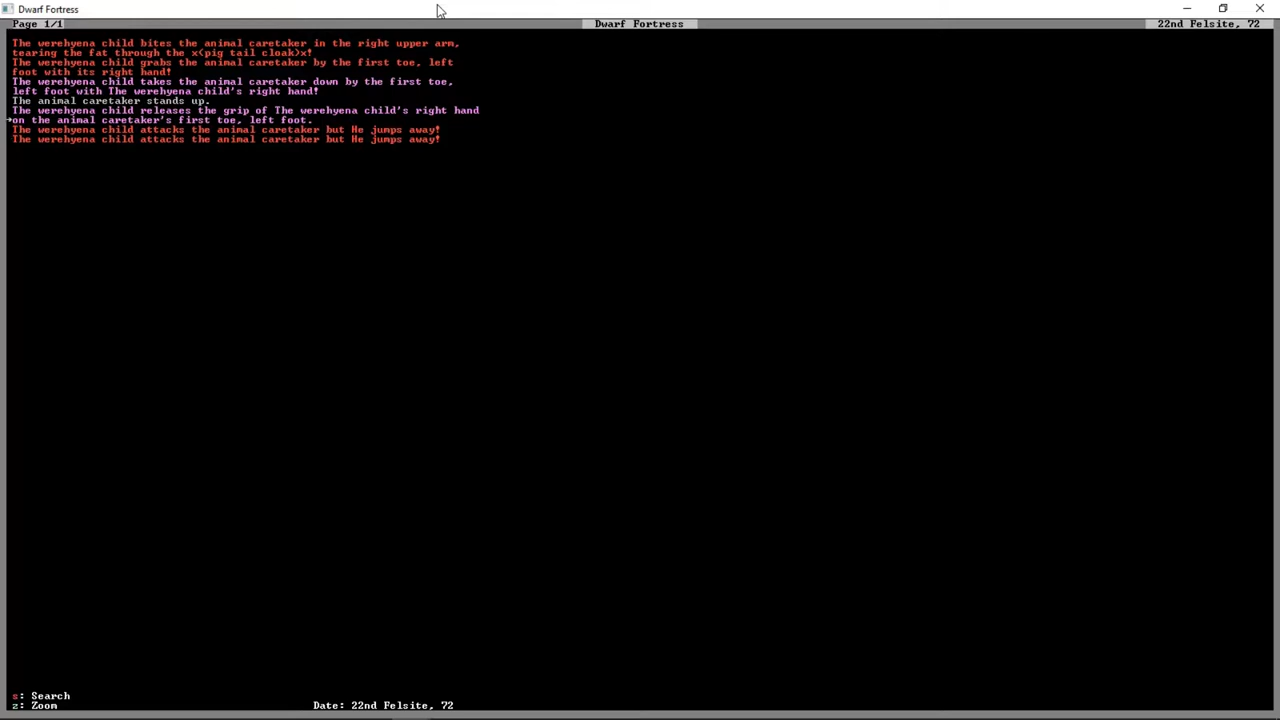 Dwarf Fortress
Page 1/1 Dwarf Fortress 22nd Felsite, 72
The werehyena child bites the animal caretaker in the right upper arm,
tearing the fat through the x(pig tail cloak)x!
The werehyena child grabs the animal caretaker by the first toe, left
foot with its right hand!
The werehyena child takes the animal caretaker down by the first toe,
left foot with The werehyena child's right hand!
The animal caretaker stands up.
The werehyena child releases the grip of The werehyena child's right hand
on the animal caretaker's first toe, left foot.
The werehyena child attacks the animal caretaker but He jumps away!
The werehyena child attacks the animal caretaker but He jumps away!
s: Search
z: Zoom Date: 22nd Felsite, 72